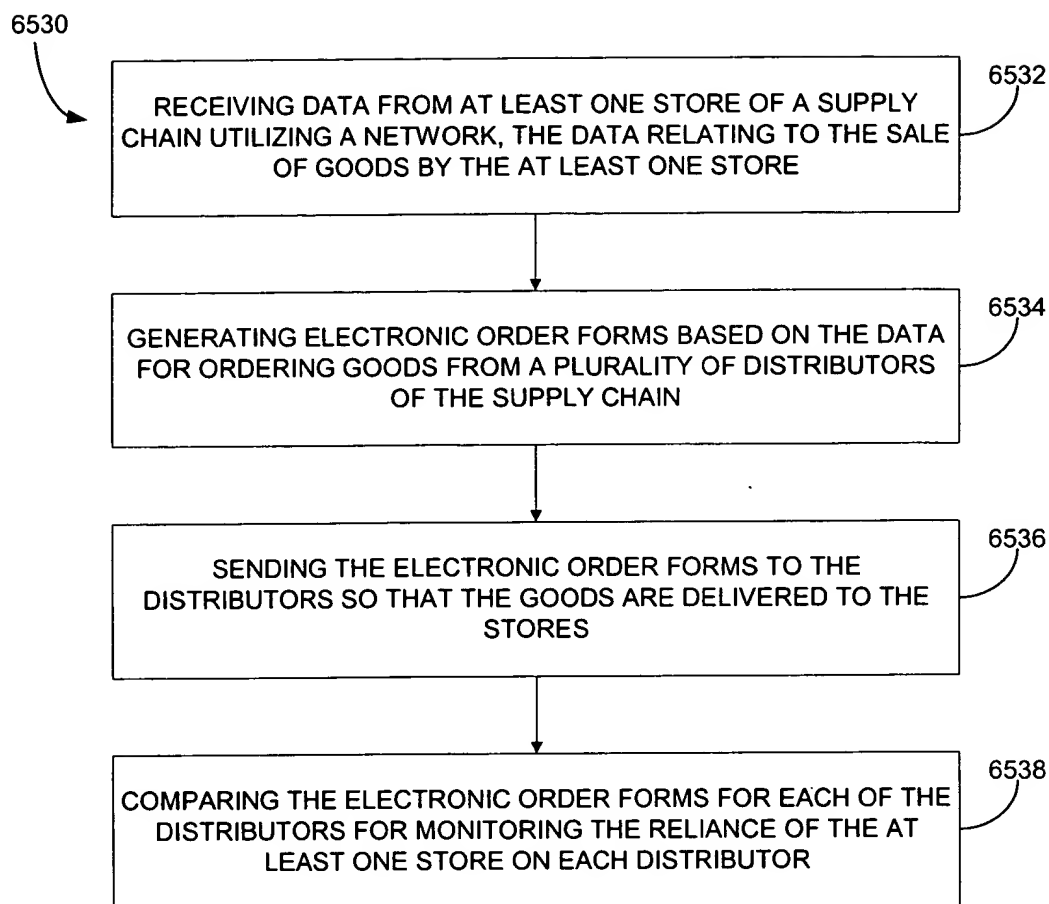 6530
6532
RECEIVING DATA FROM AT LEAST ONE STORE OF A SUPPLY
CHAIN UTILIZING A NETWORK, THE DATA RELATING TO THE SALE
OF GOODS BY THE AT LEAST ONE STORE
6534
GENERATING ELECTRONIC ORDER FORMS BASED ON THE DATA
FOR ORDERING GOODS FROM A PLURALITY OF DISTRIBUTORS
OF THE SUPPLY CHAIN
6536
SENDING THE ELECTRONIC ORDER FORMS TO THE
DISTRIBUTORS SO THAT THE GOODS ARE DELIVERED TO THE
STORES
6538
COMPARING THE ELECTRONIC ORDER FORMS FOR EACH OF THE
DISTRIBUTORS FOR MONITORING THE RELIANCE OF THE AT
LEAST ONE STORE ON EACH DISTRIBUTOR